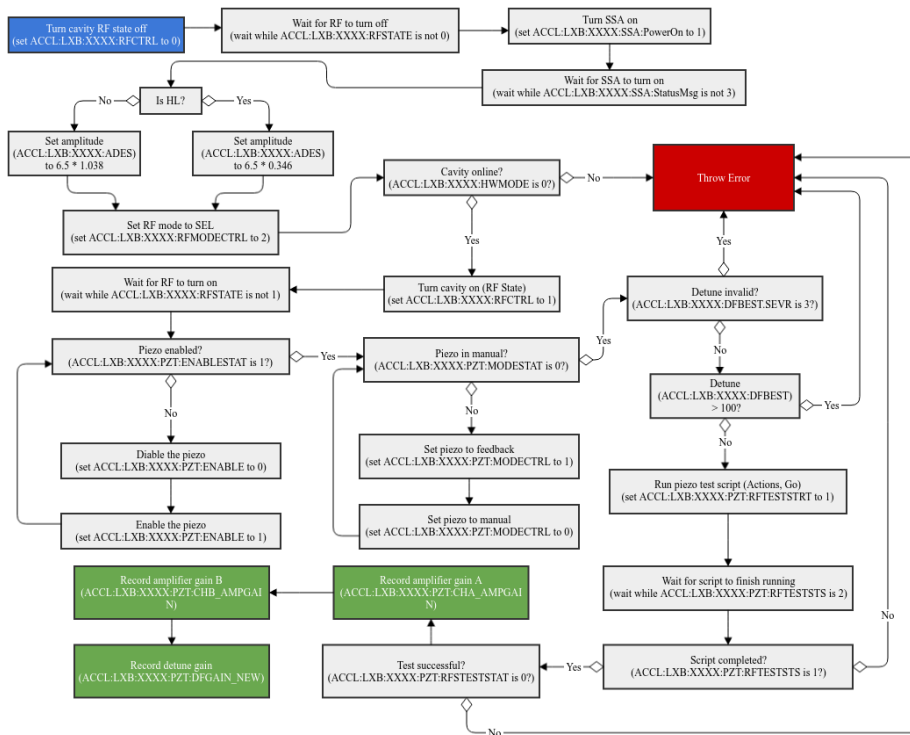 Turn cavity RF state off
(set ACCL:LXB:XXXX:RFCTRL to 0)
Wait for RF to turn off
(wait while ACCL:LXB:XXXX:RFSTATE is not 0)
Turn SSA on
(set ACCL:LXB:XXXX:SSA:PowerOn to 1)
Wait for SSA to turn on
(wait while ACCL:LXB:XXXX:SSA:StatusMsg is not 3)
Is HL?
No
Yes
Set amplitude
(ACCL:LXB:XXXX:ADES)
to 6.5 * 1.038
Set amplitude
(ACCL:LXB:XXXX:ADES)
to 6.5 * 0.346
Set RF mode to SEL
(set ACCL:LXB:XXXX:RFMODECTRL to 2)
Cavity online?
(ACCL:LXB:XXXX:HWMODE is 0?)
No
Throw Error
Yes
Turn cavity on (RF State)
(set ACCL:LXB:XXXX:RFCTRL to 1)
Wait for RF to turn on
(wait while ACCL:LXB:XXXX:RFSTATE is not 1)
Piezo enabled?
(ACCL:LXB:XXXX:PZT:ENABLESTAT is 1?)
Yes
No
Diable the piezo
(set ACCL:LXB:XXXX:PZT:ENABLE to 0)
Enable the piezo
(set ACCL:LXB:XXXX:PZT:ENABLE to 1)
Piezo in manual?
(ACCL:LXB:XXXX:PZT:MODESTAT is 0?)
Yes
No
Set piezo to feedback
(set ACCL:LXB:XXXX:PZT:MODECTRL to 1)
Set piezo to manual
(set ACCL:LXB:XXXX:PZT:MODECTRL to 0)
Yes
Detune invalid?
(ACCL:LXB:XXXX:DFBEST.SEVR is 3?)
No
Detune
(ACCL:LXB:XXXX:DFBEST)
> 100?
Yes
No
Run piezo test script (Actions, Go)
(set ACCL:LXB:XXXX:PZT:RFTESTSTRT to 1)
Wait for script to finish running
(wait while ACCL:LXB:XXXX:PZT:RFTESTSTS is 2)
No
Script completed?
(ACCL:LXB:XXXX:PZT:RFTESTSTS is 1?)
Yes
Test successful?
(ACCL:LXB:XXXX:PZT:RFSTESTSTAT is 0?)
No
Record amplifier gain A
(ACCL:LXB:XXXX:PZT:CHA_AMPGAI
N)
Record amplifier gain B
(ACCL:LXB:XXXX:PZT:CHB_AMPGAI
N)
Record detune gain
(ACCL:LXB:XXXX:PZT:DFGAIN_NEW)